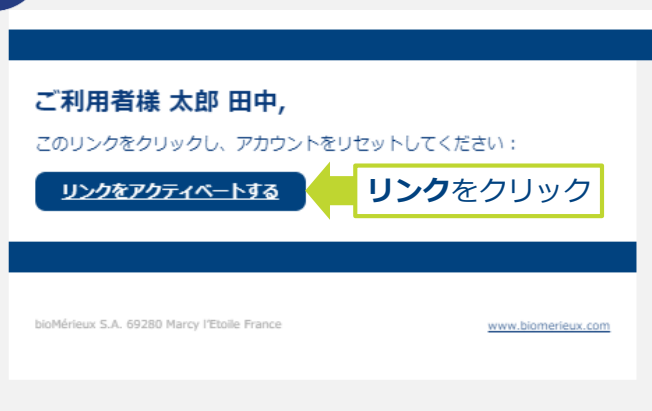 ご利用者様 太郎 田中,
このリンクをクリックし、アカウントをリセットしてください：
リンクをアクティベートする
リンクをクリック
bioMérieux S.A. 69280 Marcy l'Etoile France
www.biomerieux.com